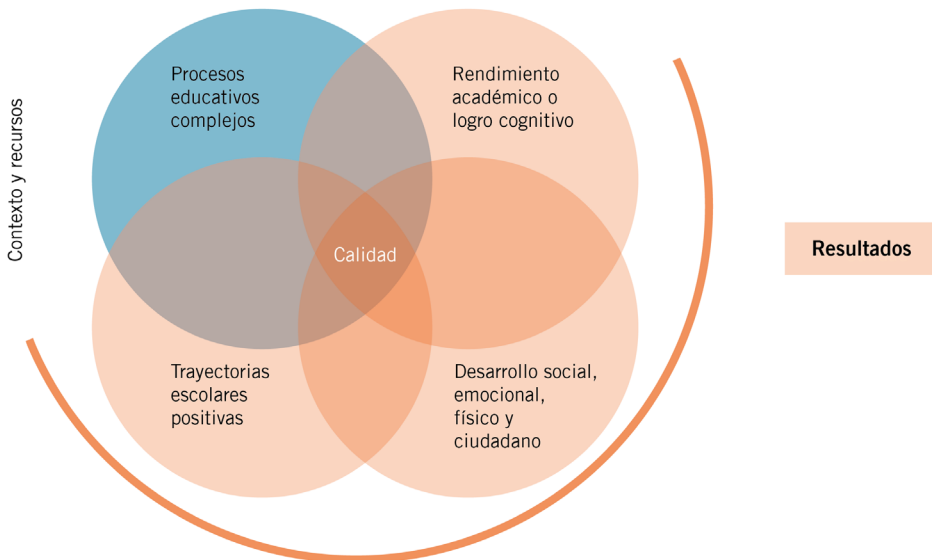 Contexto y recursos
Procesos
educativos
complejos
Rendimiento
académico o
logro cognitivo
Calidad
Trayectorias
escolares
positivas
Desarrollo social,
emocional,
físico y
ciudadano
Resultados